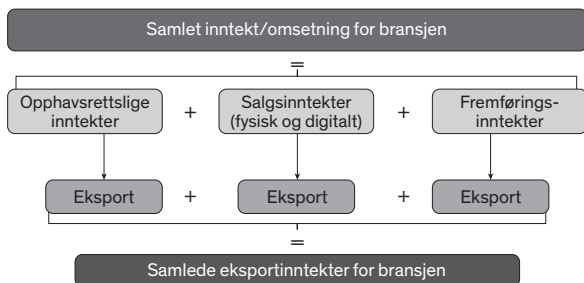 Samlet inntekt/omsetning for bransjen
=
Opphavsrettslige
inntekter
+
Salgsinntekter
(fysisk og digitalt)
+
Fremførings-
inntekter
Eksport + Eksport + Eksport
=
Samlede eksportinntekter for bransjen